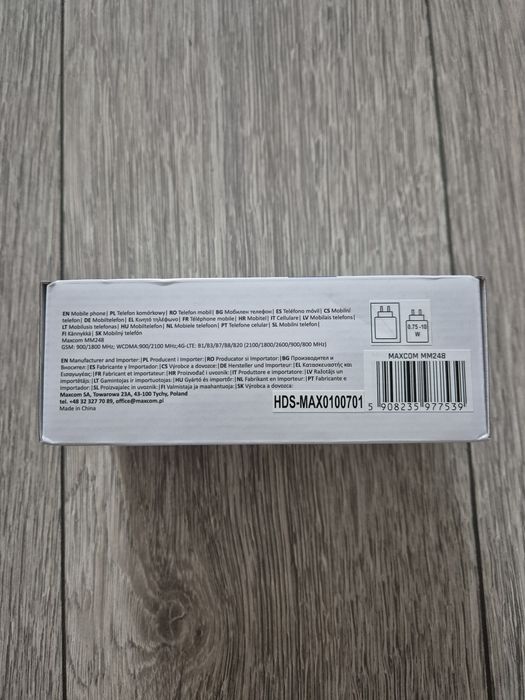 EN Mobile phone| PL Telefon komórkowy| RO Telefon mobil| BG Мобилен телефон| ES Teléfono móvil| CS Mobilní
telefon| DE Mobiltelefon| EL Κινητό τηλέφωνο| FR Téléphone mobile| HR Mobitel| IT Cellulare| LV Mobilais telefons|
LT Mobilusis telefonas| HU Mobiltelefon| NL Mobiele telefoon| PT Telefone celular| SL Mobilni telefon|
FI Kännykkä| SK Mobilný telefón
Maxcom MM248
GSM: 900/1800 MHz; WCDMA:900/2100 MHz;4G-LTE: B1/B3/B7/B8/B20 (2100/1800/2600/900/800 MHz)
0.75 -10
W
EN Manufacturer and Importer:| PL Producent i Importer:| RO Producator si Importator:| BG Производител и
Вносител:| ES Fabricante y Importador:| CS Výrobce a dovozce:| DE Hersteller und Importeur:| EL Κατασκευαστής και
Εισαγωγέας:| FR Fabricant et importateur:| HR Proizvođač i uvoznik:| IT Produttore e importatore:| LV Ražotājs un
importētājs:| LT Gamintojas ir importuotojas:| HU Gyártó és importőr:| NL Fabrikant en Importeur:| PT Fabricante e
importador:| SL Proizvajalec in uvoznik:| FI Valmistaja ja maahantuoja:| SK Výrobca a dovozca:
Maxcom SA, Towarowa 23A, 43-100 Tychy, Poland
tel. +48 32 327 70 89, office@maxcom.pl
Made in China
MAXCOM MM248
HDS-MAX0100701
5 908235 977539